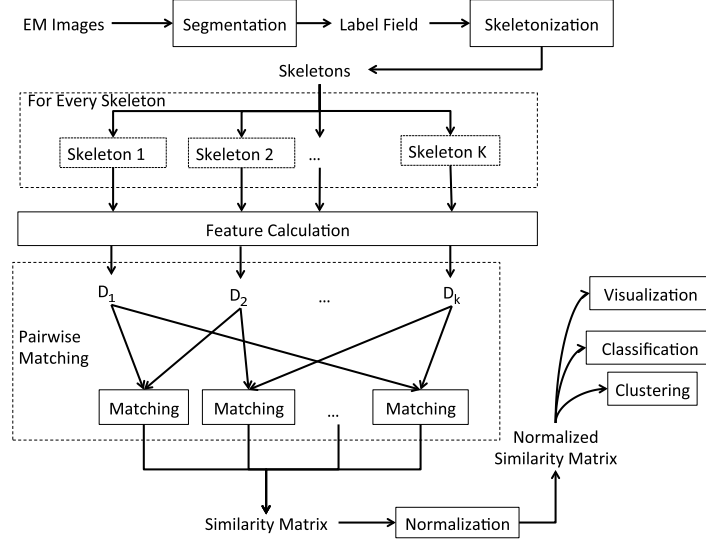 EM Images
Segmentation
Label Field
Skeletonization
Skeletons
For Every Skeleton
Skeleton 1
Skeleton 2
...
Skeleton K
Feature Calculation
D1
D2
...
Dk
Pairwise
Matching
Matching
Matching
...
Matching
Visualization
Classification
Clustering
Normalized
Similarity Matrix
Similarity Matrix
Normalization